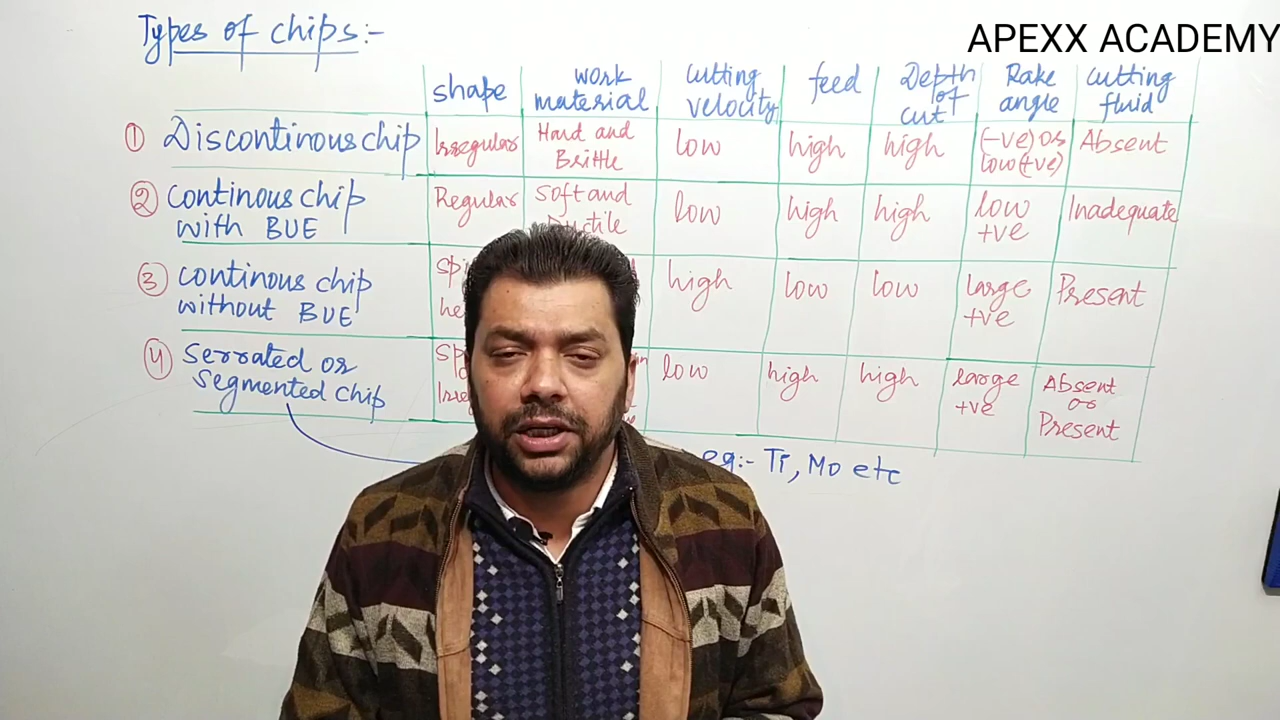 APEXX ACADEMY
Types of chips:-
shape
work
material
cutting
velocity
feed
Depth
of
cut
Rake
angle
cutting
fluid
① Discontinous chip
Irregular
Hard and
Brittle
low
high
high
(-ve) or
low(+ve)
Absent
② continous chip
with BUE
Regular
Soft and
low
high
high
low
+ve
Inadequate
③ continous chip
without BUE
high
low
low
large
+ve
Present
④ serrated or
segmented chip
low
high
high
large
+ve
Absent
or
Present
eg:- Ti, Mo etc